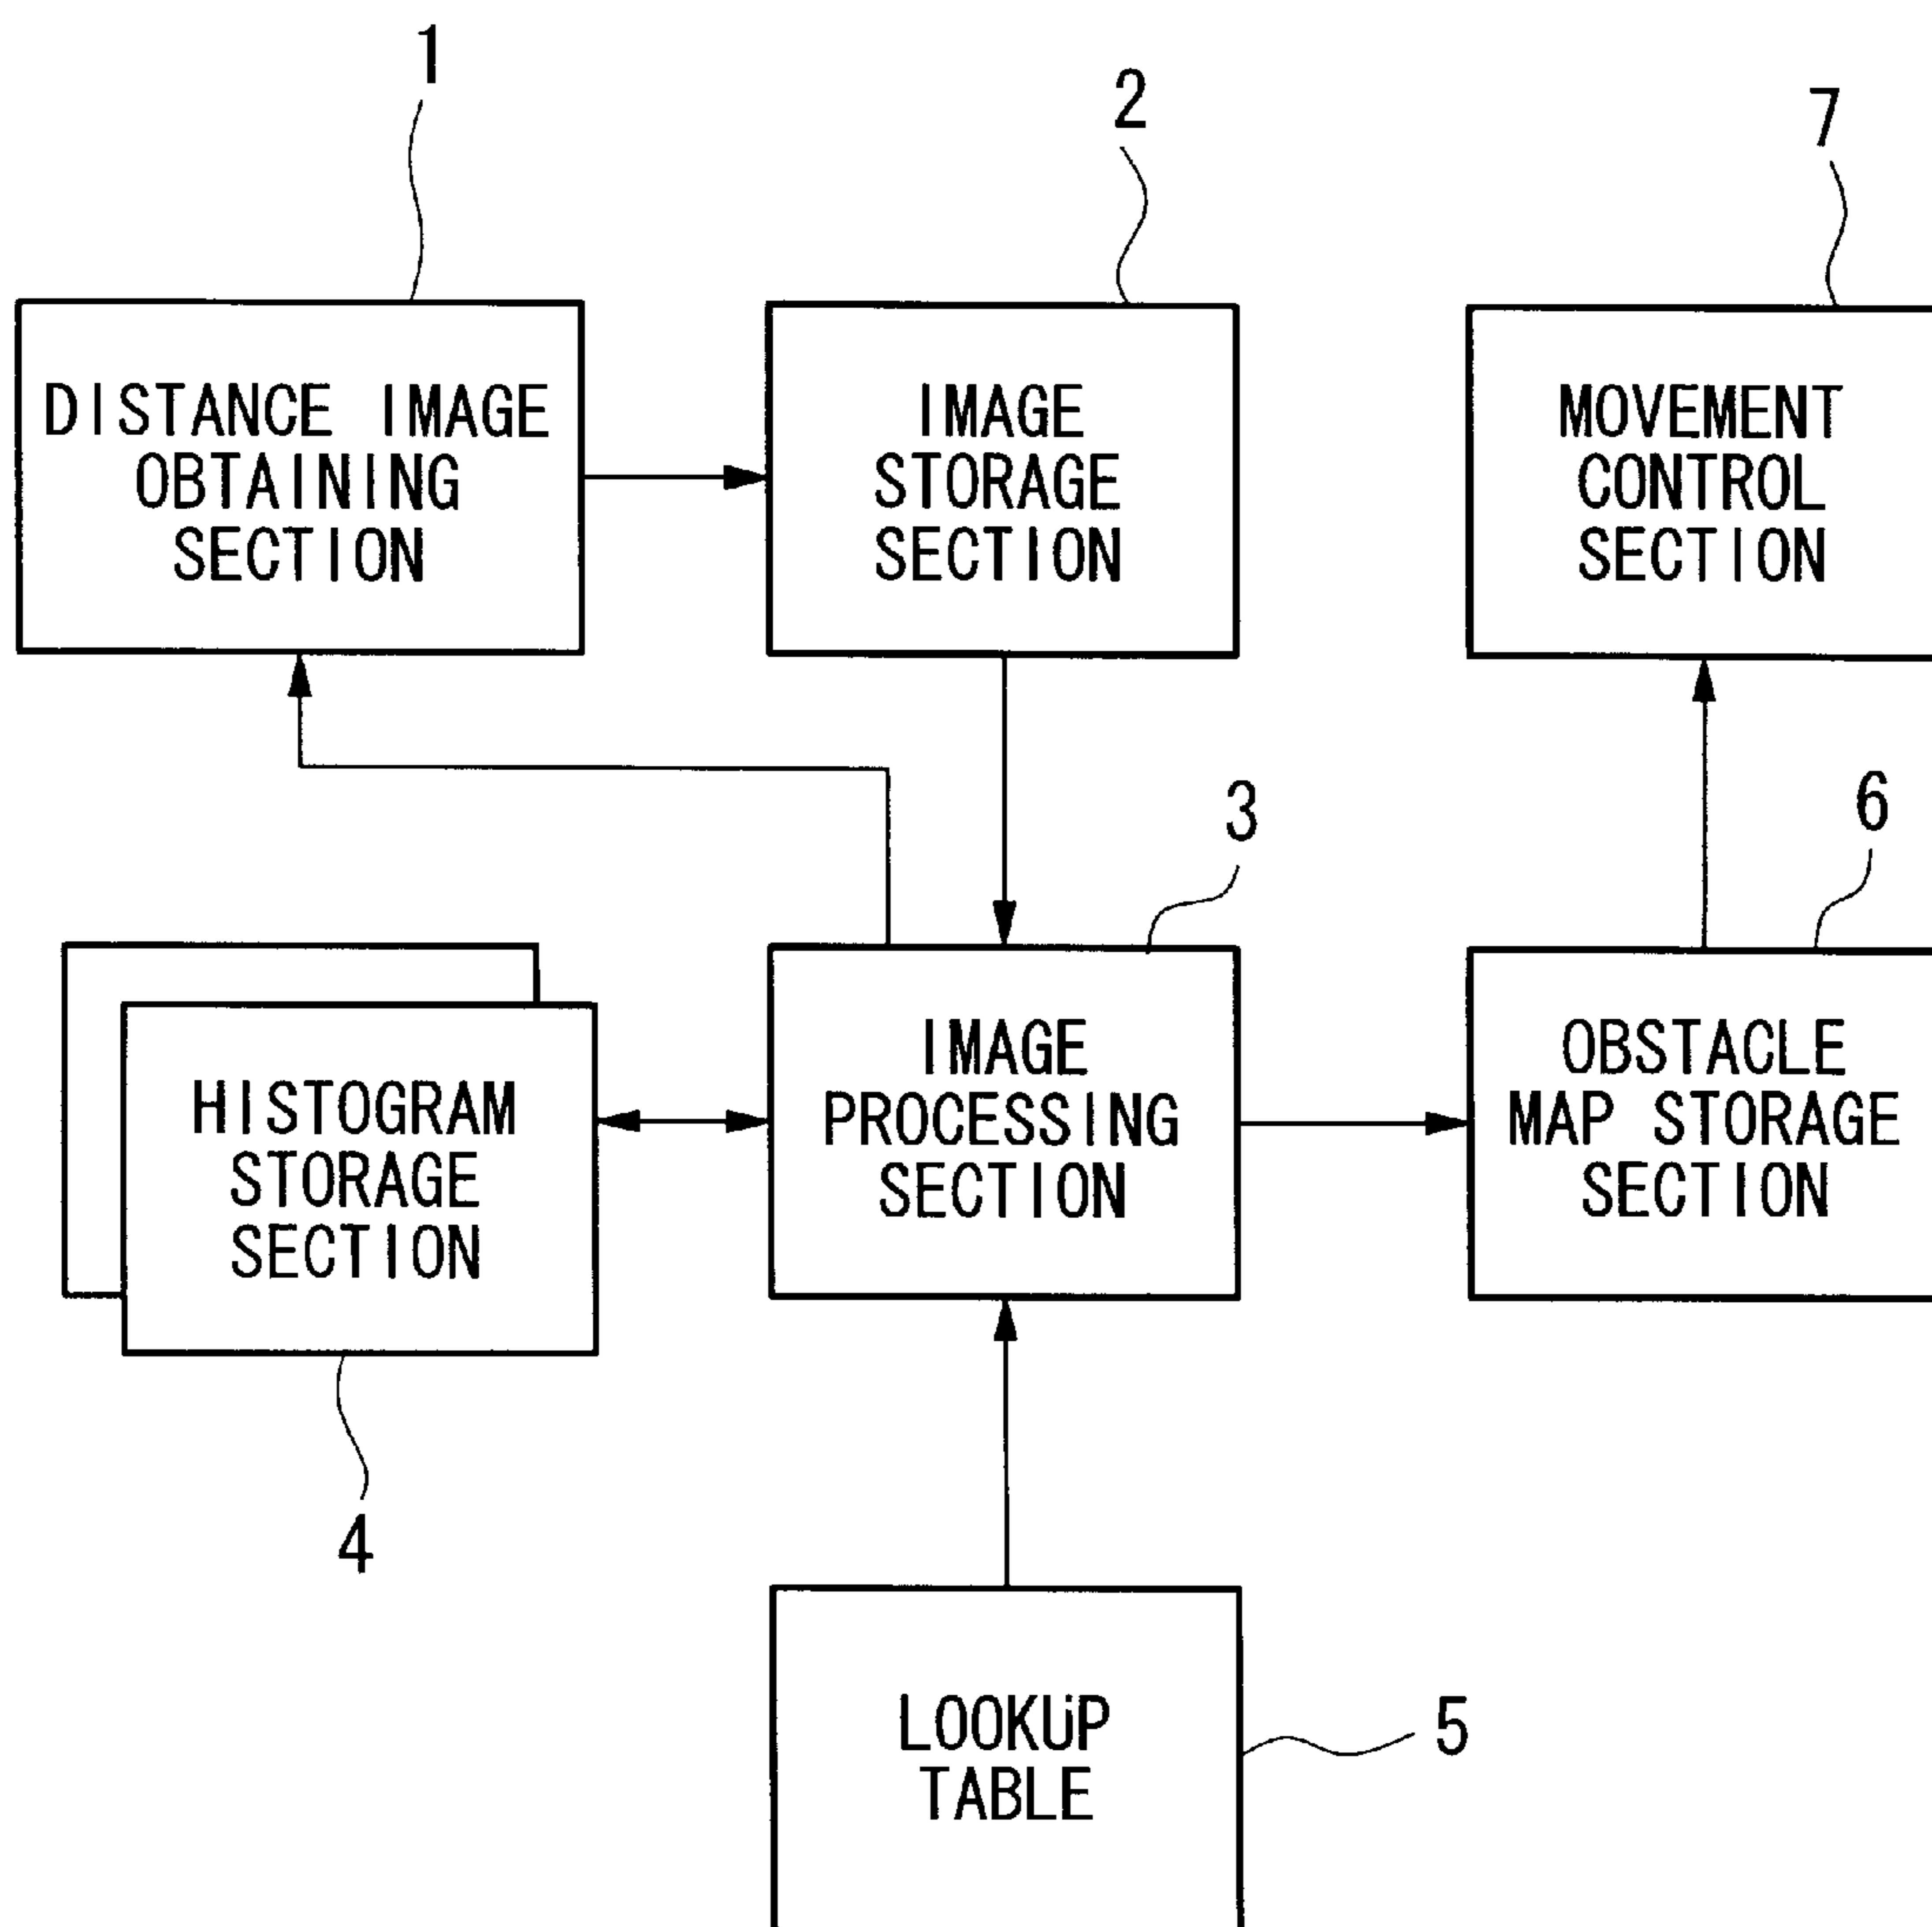 1
2
7
DISTANCE IMAGE
OBTAINING
SECTION
IMAGE
STORAGE
SECTION
MOVEMENT
CONTROL
SECTION
3
6
HISTOGRAM
STORAGE
SECTION
4
IMAGE
PROCESSING
SECTION
OBSTACLE
MAP STORAGE
SECTION
LOOKUP
TABLE
5